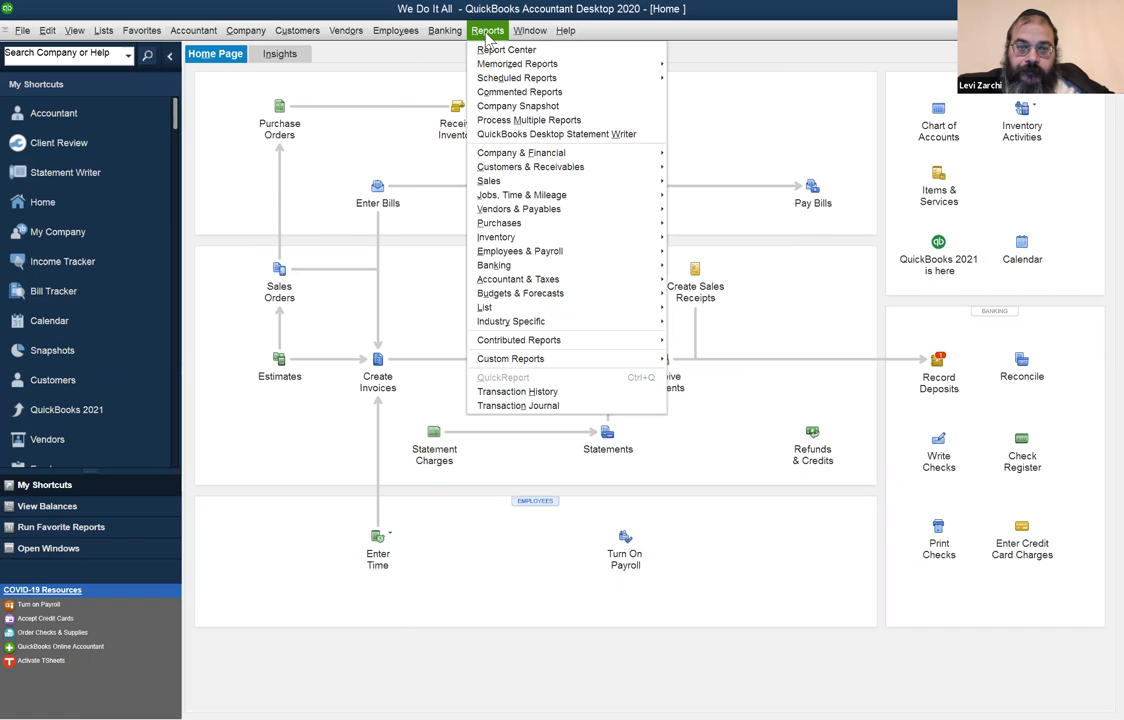 We Do It All - QuickBooks Accountant Desktop 2020 - [Home ]
File Edit View Lists Favorites Accountant Company Customers Vendors Employees Banking Reports Window Help
Search Company or Help
My Shortcuts
Accountant
Client Review
Statement Writer
Home
My Company
Income Tracker
Bill Tracker
Calendar
Snapshots
Customers
QuickBooks 2021
Vendors
My Shortcuts
View Balances
Run Favorite Reports
Open Windows
COVID-19 Resources
Turn on Payroll
Accept Credit Cards
Order Checks & Supplies
QuickBooks Online Accountant
Activate TSheets
Home Page Insights
Purchase
Orders
Recei
Invento
Enter Bills
Pay Bills
Sales
Orders
Create Sales
Receipts
Estimates
Create
Invoices
eive
ents
Statement
Charges
Statements
Refunds
& Credits
EMPLOYEES
Enter
Time
Turn On
Payroll
Report Center
Memorized Reports
Scheduled Reports
Commented Reports
Company Snapshot
Process Multiple Reports
QuickBooks Desktop Statement Writer
Company & Financial
Customers & Receivables
Sales
Jobs, Time & Mileage
Vendors & Payables
Purchases
Inventory
Employees & Payroll
Banking
Accountant & Taxes
Budgets & Forecasts
List
Industry Specific
Contributed Reports
Custom Reports
QuickReport Ctrl+Q
Transaction History
Transaction Journal
Levi Zarchi
Chart of
Accounts
Inventory
Activities
Items &
Services
QuickBooks 2021
is here
Calendar
BANKING
1
Record
Deposits
Reconcile
Write
Checks
Check
Register
Print
Checks
Enter Credit
Card Charges